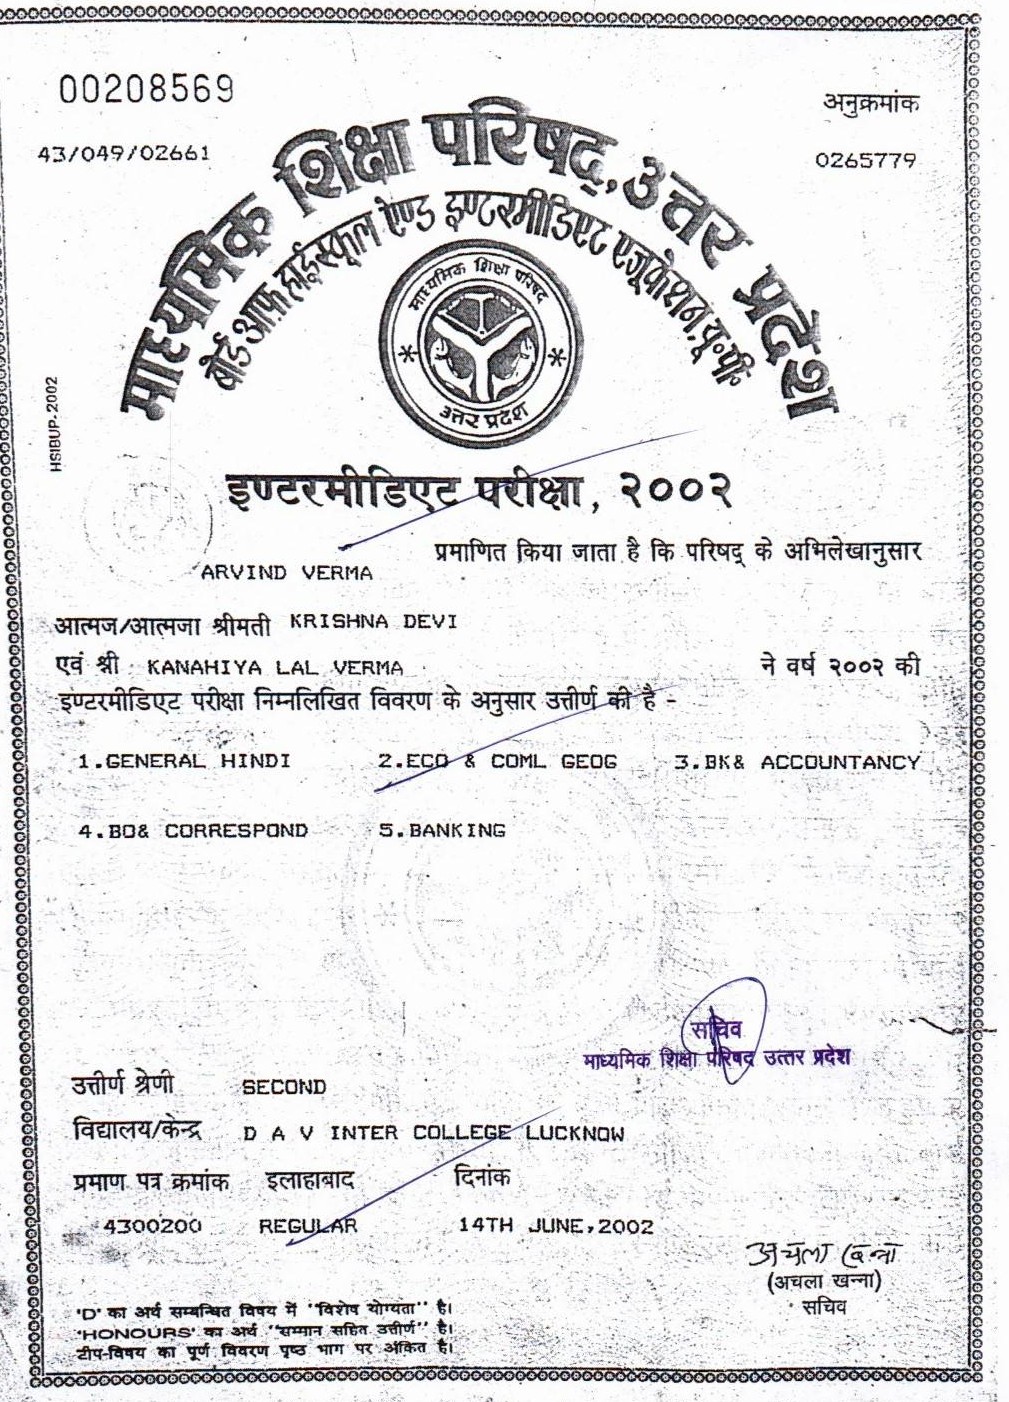 00208569
अनुक्रमांक
43/049/02661
0265779
माध्यमिक शिक्षा परिषद्, उत्तर प्रदेश
बोर्ड आफ़ हाईस्कूल ऐण्ड इण्टरमीडिएट एजूकेशन, यू॰पी॰
माध्यमिक शिक्षा परिषद
उत्तर प्रदेश
HSIBUP-2002
इण्टरमीडिएट परीक्षा, २००२
प्रमाणित किया जाता है कि परिषद् के अभिलेखानुसार
ARVIND VERMA
आत्मज/आत्मजा श्रीमती KRISHNA DEVI
एवं श्री KANAHIYA LAL VERMA ने वर्ष २००२ की
इण्टरमीडिएट परीक्षा निम्नलिखित विवरण के अनुसार उत्तीर्ण की है -
1.GENERAL HINDI 2.ECO & COML GEOG 3.BK& ACCOUNTANCY
4.BO& CORRESPOND 5.BANKING
सचिव
माध्यमिक शिक्षा परिषद उत्तर प्रदेश
उत्तीर्ण श्रेणी SECOND
विद्यालय/केन्द्र D A V INTER COLLEGE LUCKNOW
प्रमाण पत्र क्रमांक इलाहाबाद दिनांक
4300200 REGULAR 14TH JUNE,2002
अचला खन्ना
(अचला खन्ना)
सचिव
'D' का अर्थ सम्बन्धित विषय में "विशेष योग्यता" है।
'HONOURS' का अर्थ "सम्मान सहित उत्तीर्ण" है।
टीप-विषय का पूर्ण विवरण पृष्ठ भाग पर अंकित है।